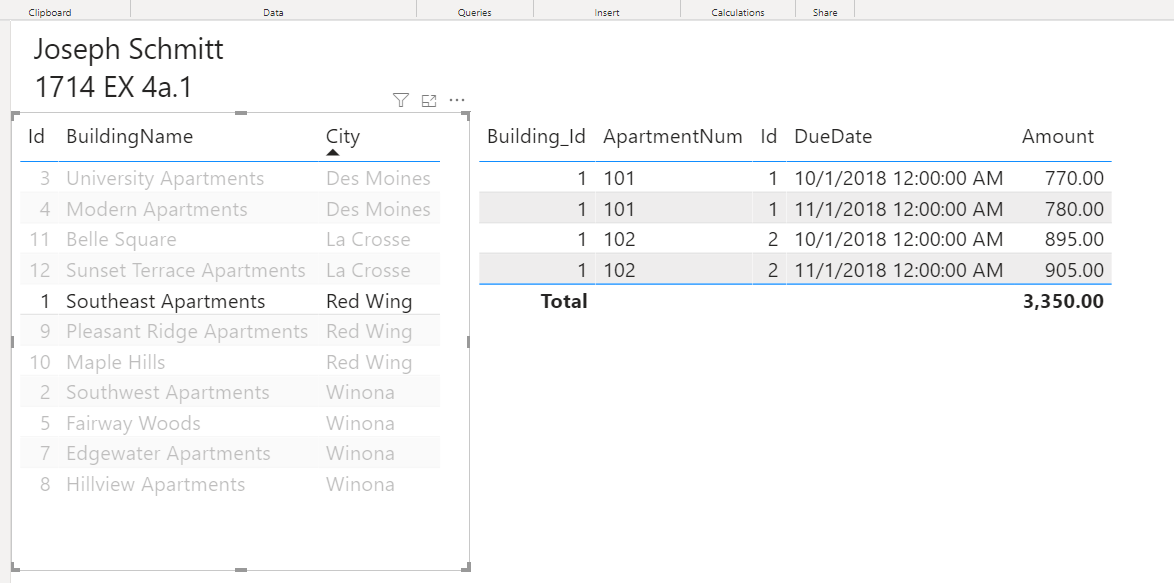 Clipboard Data Queries Insert Calculations Share
Joseph Schmitt
1714 EX 4a.1
Id BuildingName City
3 University Apartments Des Moines
4 Modern Apartments Des Moines
11 Belle Square La Crosse
12 Sunset Terrace Apartments La Crosse
1 Southeast Apartments Red Wing
9 Pleasant Ridge Apartments Red Wing
10 Maple Hills Red Wing
2 Southwest Apartments Winona
5 Fairway Woods Winona
7 Edgewater Apartments Winona
8 Hillview Apartments Winona
Building_Id ApartmentNum Id DueDate Amount
1 101 1 10/1/2018 12:00:00 AM 770.00
1 101 1 11/1/2018 12:00:00 AM 780.00
1 102 2 10/1/2018 12:00:00 AM 895.00
1 102 2 11/1/2018 12:00:00 AM 905.00
Total 3,350.00